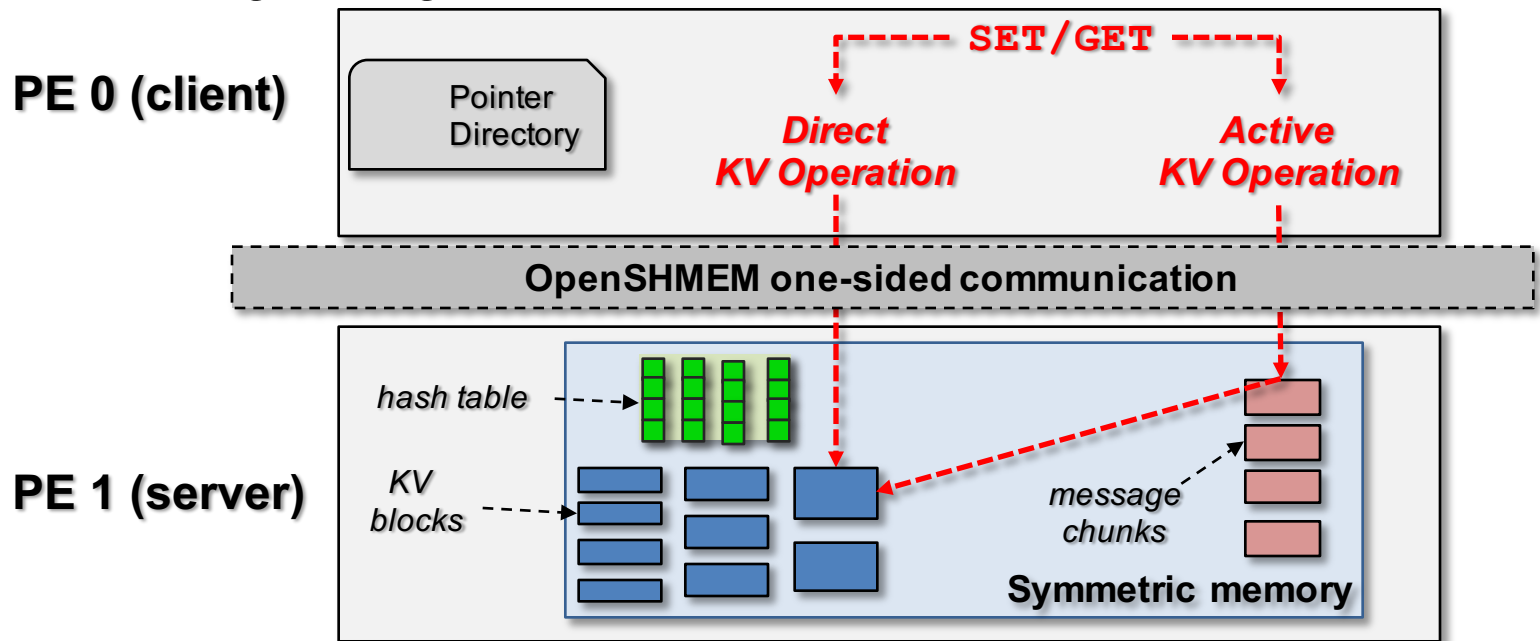 SET/GET
PE 0 (client)
Pointer
Directory
Direct
KV Operation
Active
KV Operation
OpenSHMEM one-sided communication
hash table
PE 1 (server)
KV
blocks
message
chunks
Symmetric memory